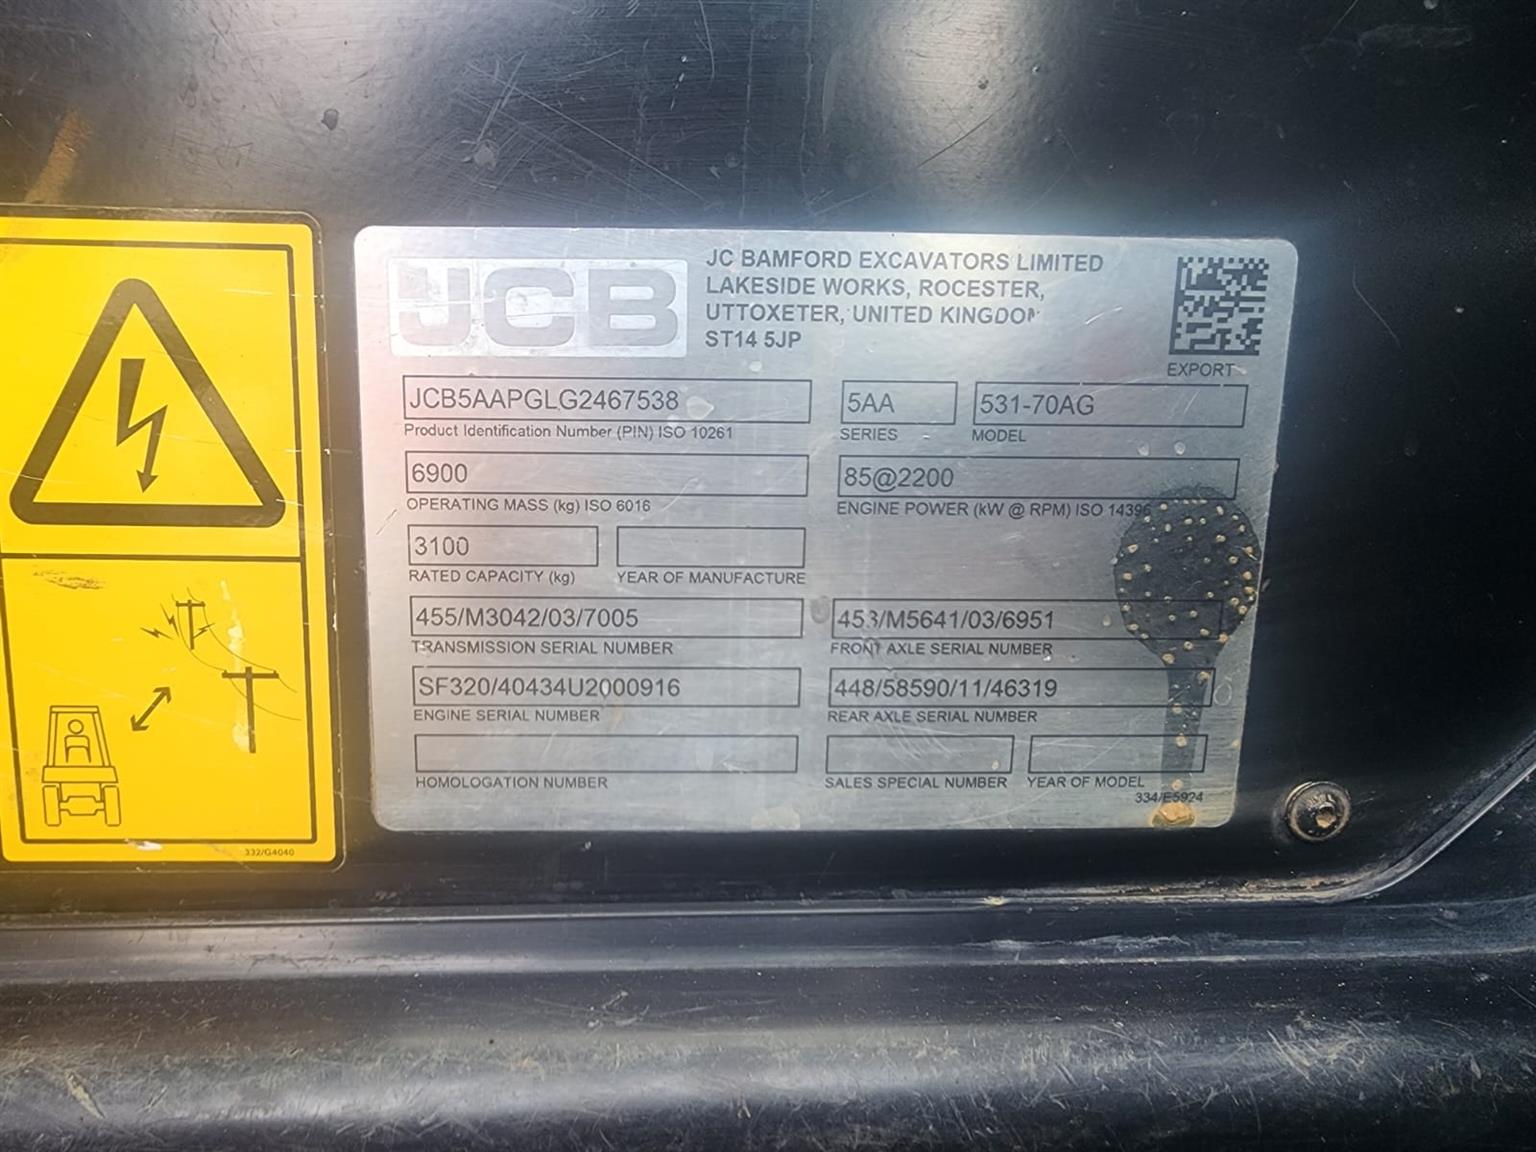 JCB
JC BAMFORD EXCAVATORS LIMITED
LAKESIDE WORKS, ROCESTER,
UTTOXETER, UNITED KINGDOM
ST14 5JP
EXPORT
JCB5AAPGLG2467538
Product Identification Number (PIN) ISO 10261
5AA
SERIES
531-70AG
MODEL
6900
OPERATING MASS (kg) ISO 6016
85@2200
ENGINE POWER (kW @ RPM) ISO 14396
3100
RATED CAPACITY (kg)
YEAR OF MANUFACTURE
455/M3042/03/7005
TRANSMISSION SERIAL NUMBER
453/M5641/03/6951
FRONT AXLE SERIAL NUMBER
SF320/40434U2000916
ENGINE SERIAL NUMBER
448/58590/11/46319
REAR AXLE SERIAL NUMBER
HOMOLOGATION NUMBER
SALES SPECIAL NUMBER
YEAR OF MODEL
334/E5924
332/G4040